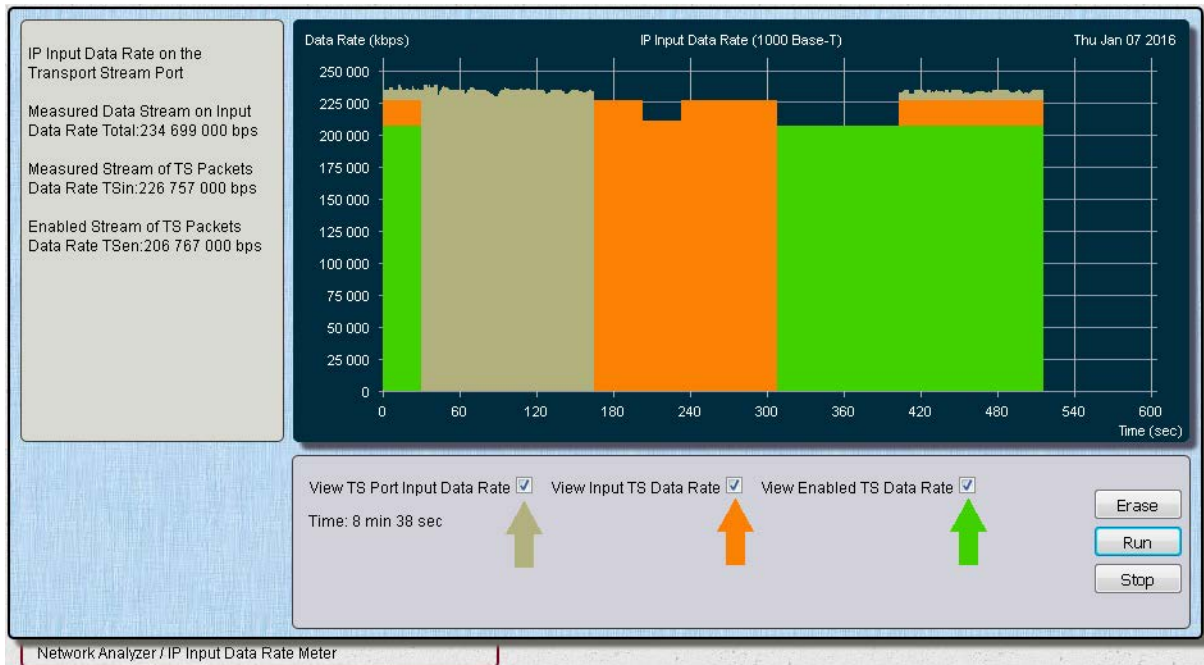 IP Input Data Rate on the
Transport Stream Port
Measured Data Stream on Input
Data Rate Total:234 699 000 bps
Measured Stream of TS Packets
Data Rate TSin:226 757 000 bps
Enabled Stream of TS Packets
Data Rate TSen:206 767 000 bps
Data Rate (kbps)
IP Input Data Rate (1000 Base-T)
Thu Jan 07 2016
250 000
225 000
200 000
175 000
150 000
125 000
100 000
75 000
50 000
25 000
0
0 60 120 180 240 300 360 420 480 540 600
Time (sec)
View TS Port Input Data Rate
View Input TS Data Rate
View Enabled TS Data Rate
Time: 8 min 38 sec
Erase
Run
Stop
Network Analyzer / IP Input Data Rate Meter